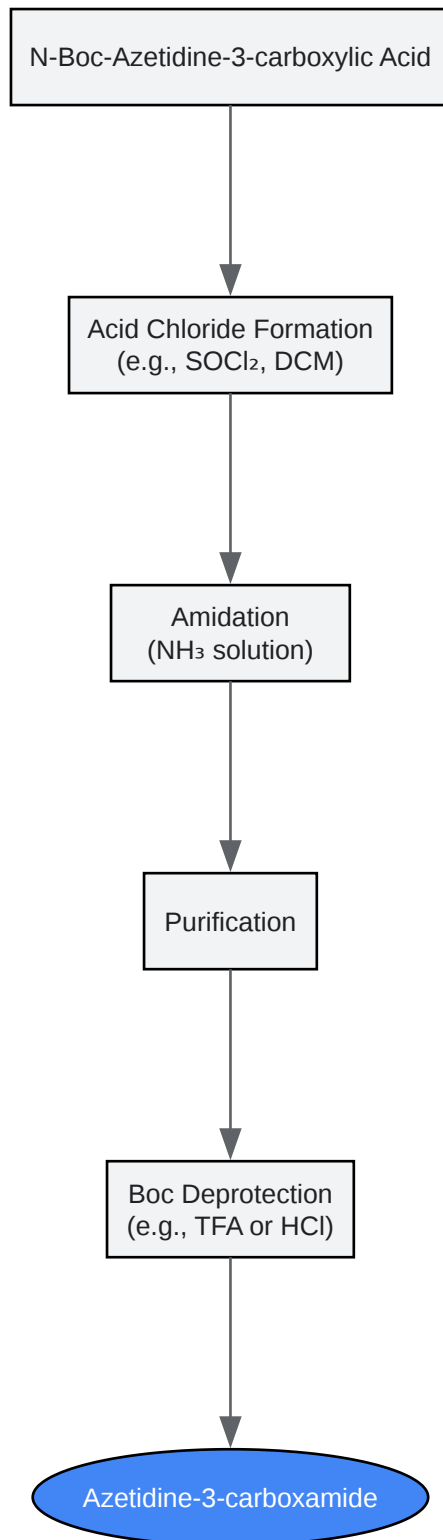 N-Boc-Azetidine-3-carboxylic Acid
Acid Chloride Formation
(e.g., SOCl₂, DCM)
Amidation
(NH₃ solution)
Purification
Boc Deprotection
(e.g., TFA or HCl)
Azetidine-3-carboxamide